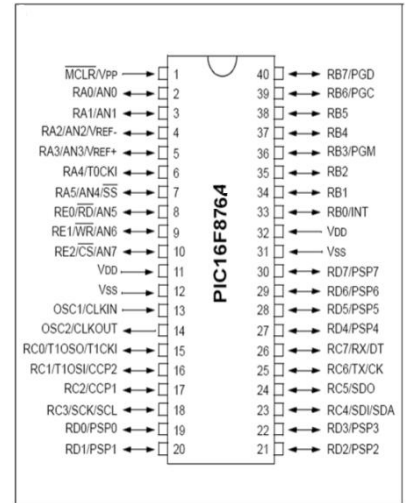 MCLR/VPP 1 40 RB7/PGD
RA0/AN0 2 39 RB6/PGC
RA1/AN1 3 38 RB5
RA2/AN2/VREF- 4 37 RB4
RA3/AN3/VREF+ 5 36 RB3/PGM
RA4/T0CKI 6 35 RB2
RA5/AN4/SS 7 34 RB1
RE0/RD/AN5 8 33 RB0/INT
RE1/WR/AN6 9 32 VDD
RE2/CS/AN7 10 31 VSS
VDD 11 30 RD7/PSP7
VSS 12 29 RD6/PSP6
OSC1/CLKIN 13 28 RD5/PSP5
OSC2/CLKOUT 14 27 RD4/PSP4
RC0/T1OSO/T1CKI 15 26 RC7/RX/DT
RC1/T1OSI/CCP2 16 25 RC6/TX/CK
RC2/CCP1 17 24 RC5/SDO
RC3/SCK/SCL 18 23 RC4/SDI/SDA
RD0/PSP0 19 22 RD3/PSP3
RD1/PSP1 20 21 RD2/PSP2
PIC16F876A